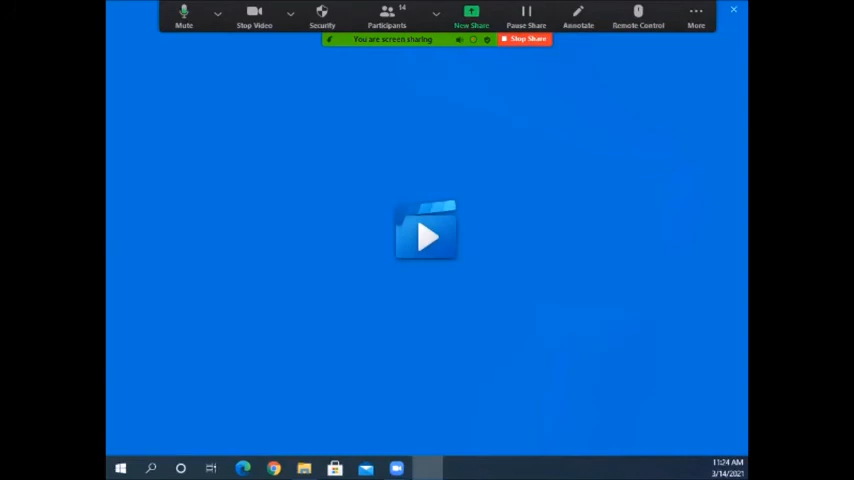 14
Mute Stop Video Security Participants New Share Pause Share Annotate Remote Control More
You are screen sharing Stop Share
11:24 AM
3/14/2021